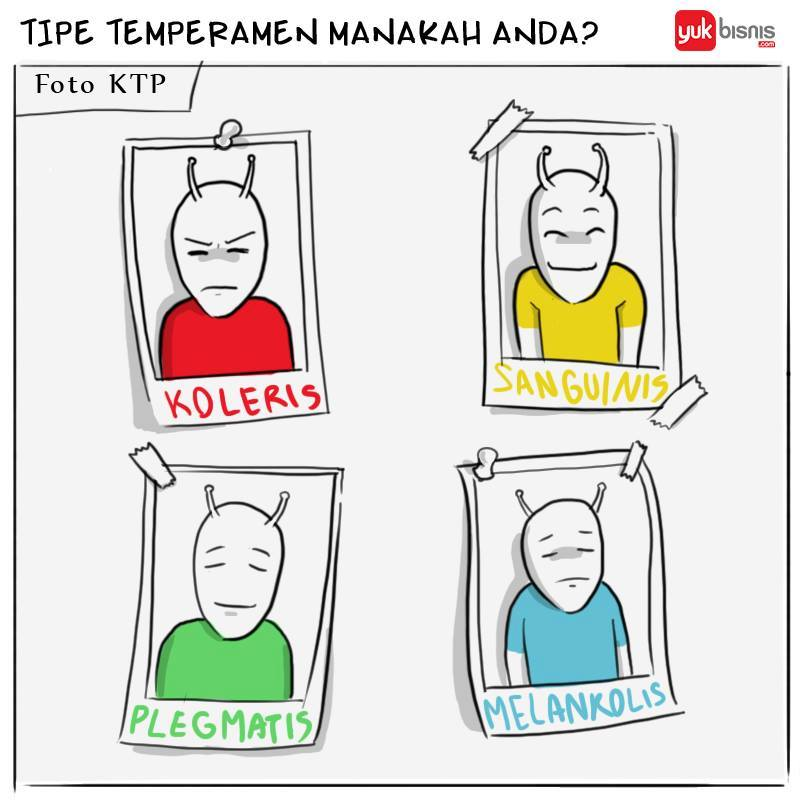 TIPE TEMPERAMEN MANAKAH ANDA?
yukbisnis
.com
Foto KTP
KOLERIS
SANGUINIS
PLEGMATIS
MELANKOLIS